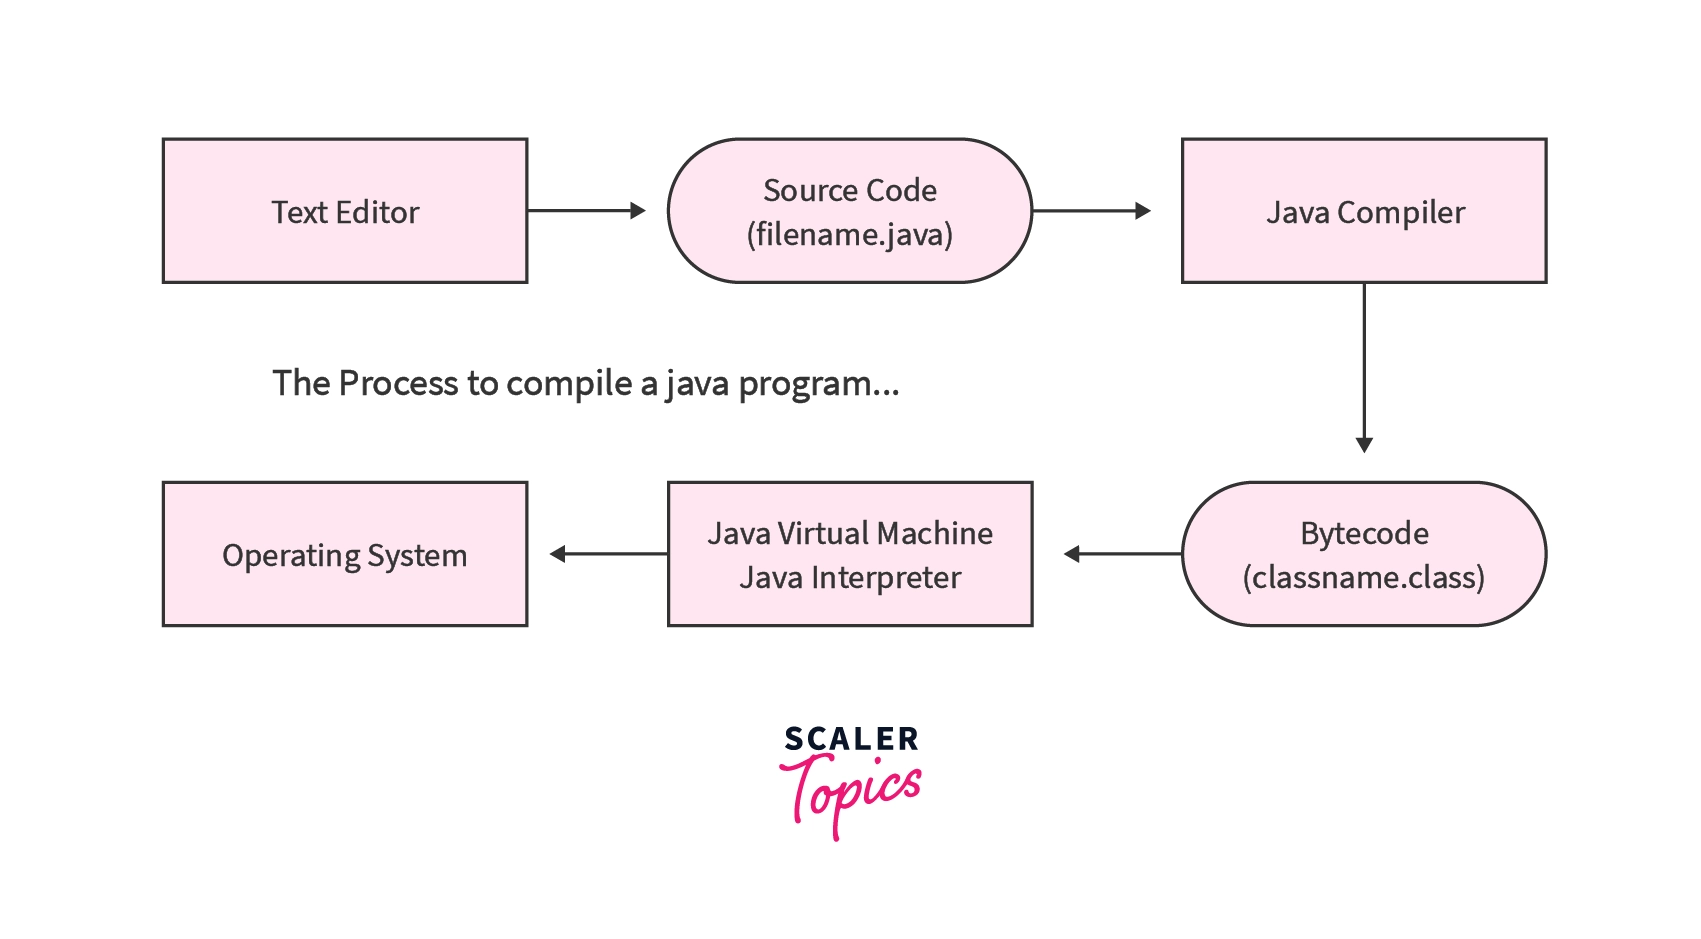 Text Editor
Source Code
(filename.java)
Java Compiler
The Process to compile a java program...
Operating System
Java Virtual Machine
Java Interpreter
Bytecode
(classname.class)
SCALER
Topics